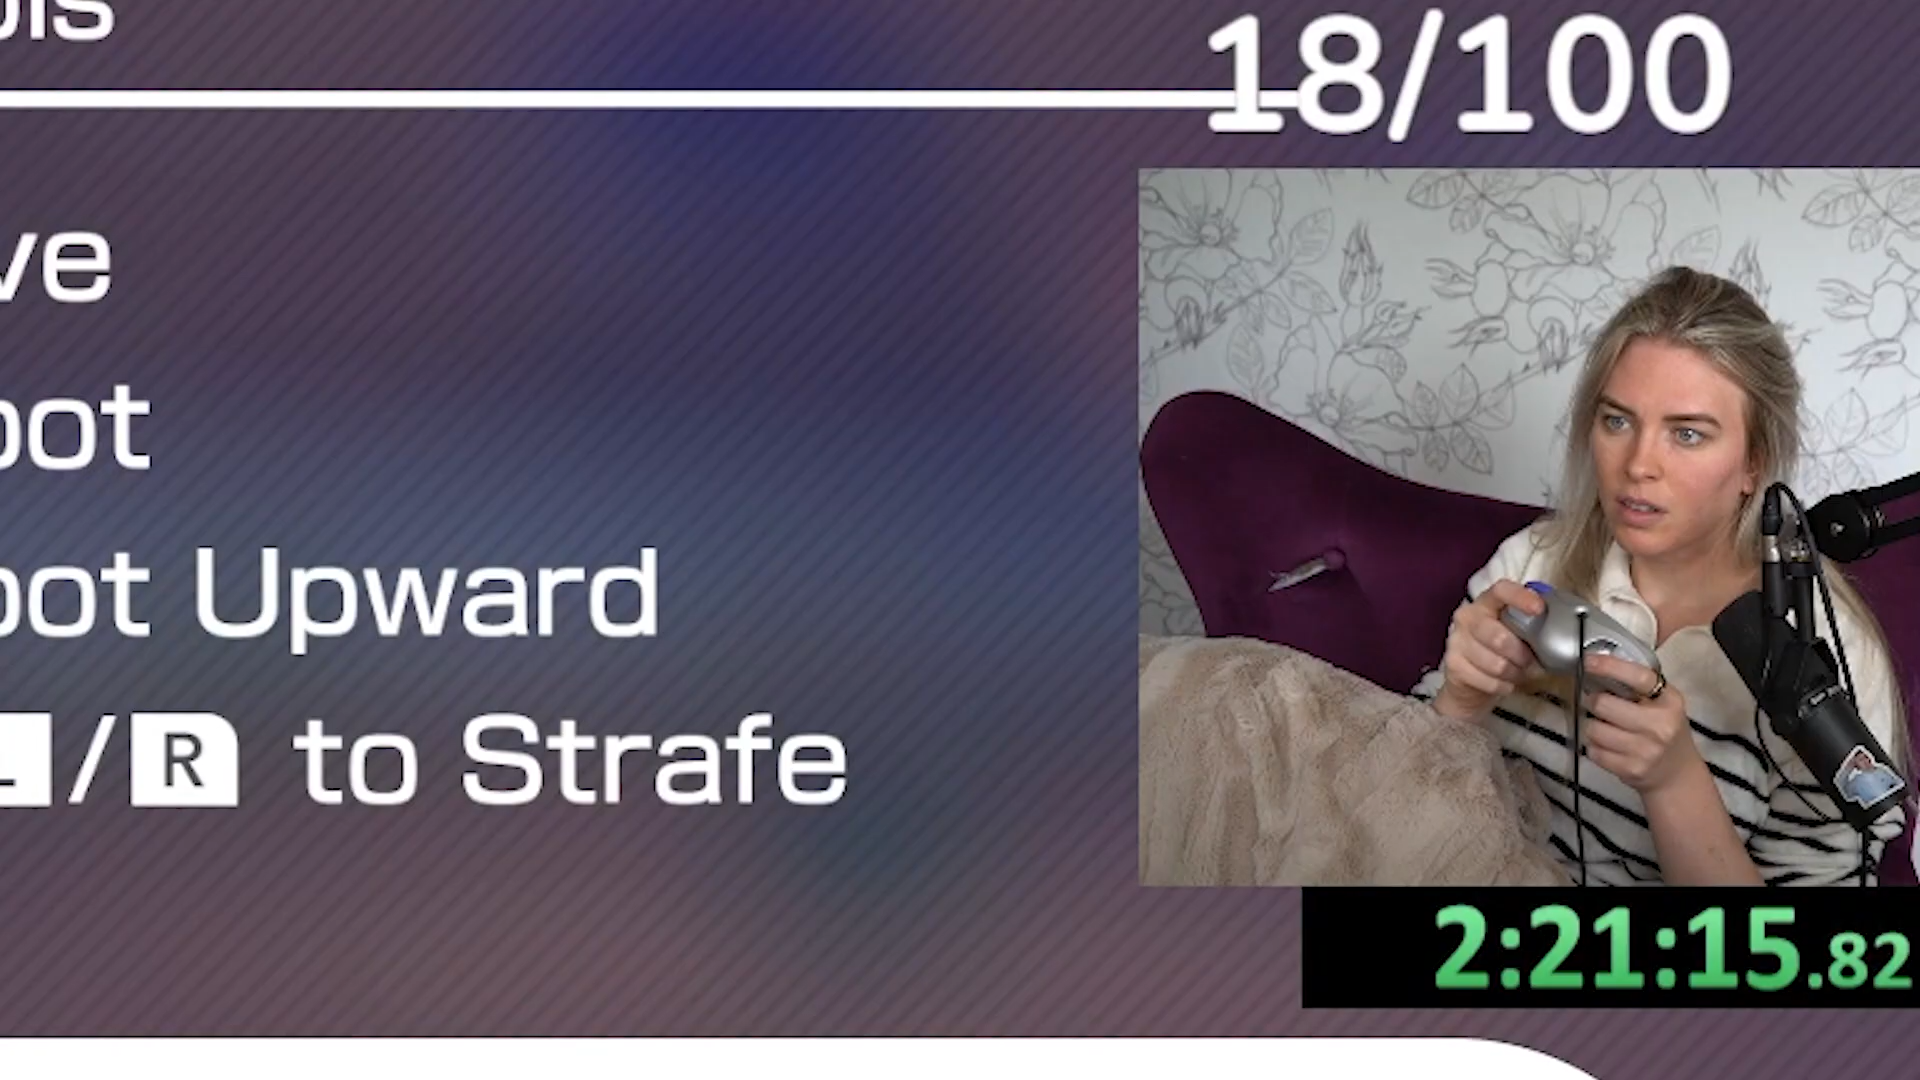 18/100
ve
oot
oot Upward
L/R to Strafe
2:21:15.82